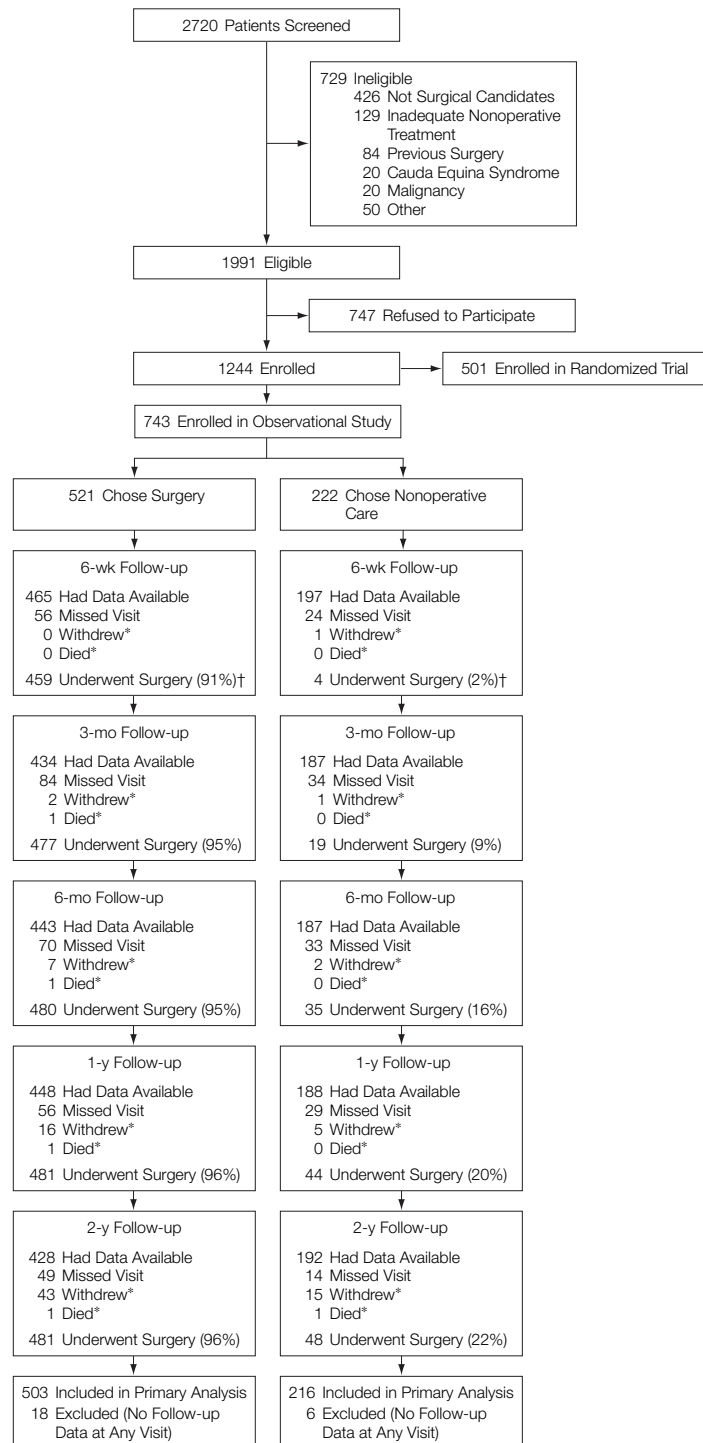 2720 Patients Screened
729 Ineligible
426 Not Surgical Candidates
129 Inadequate Nonoperative
Treatment
84 Previous Surgery
20 Cauda Equina Syndrome
20 Malignancy
50 Other
1991 Eligible
747 Refused to Participate
1244 Enrolled
501 Enrolled in Randomized Trial
743 Enrolled in Observational Study
521 Chose Surgery
222 Chose Nonoperative
Care
6-wk Follow-up
465 Had Data Available
56 Missed Visit
0 Withdrew*
0 Died*
459 Underwent Surgery (91%)†
6-wk Follow-up
197 Had Data Available
24 Missed Visit
1 Withdrew*
0 Died*
4 Underwent Surgery (2%)†
3-mo Follow-up
434 Had Data Available
84 Missed Visit
2 Withdrew*
1 Died*
477 Underwent Surgery (95%)
3-mo Follow-up
187 Had Data Available
34 Missed Visit
1 Withdrew*
0 Died*
19 Underwent Surgery (9%)
6-mo Follow-up
443 Had Data Available
70 Missed Visit
7 Withdrew*
1 Died*
480 Underwent Surgery (95%)
6-mo Follow-up
187 Had Data Available
33 Missed Visit
2 Withdrew*
0 Died*
35 Underwent Surgery (16%)
1-y Follow-up
448 Had Data Available
56 Missed Visit
16 Withdrew*
1 Died*
481 Underwent Surgery (96%)
1-y Follow-up
188 Had Data Available
29 Missed Visit
5 Withdrew*
0 Died*
44 Underwent Surgery (20%)
2-y Follow-up
428 Had Data Available
49 Missed Visit
43 Withdrew*
1 Died*
481 Underwent Surgery (96%)
2-y Follow-up
192 Had Data Available
14 Missed Visit
15 Withdrew*
1 Died*
48 Underwent Surgery (22%)
503 Included in Primary Analysis
18 Excluded (No Follow-up
Data at Any Visit)
216 Included in Primary Analysis
6 Excluded (No Follow-up
Data at Any Visit)